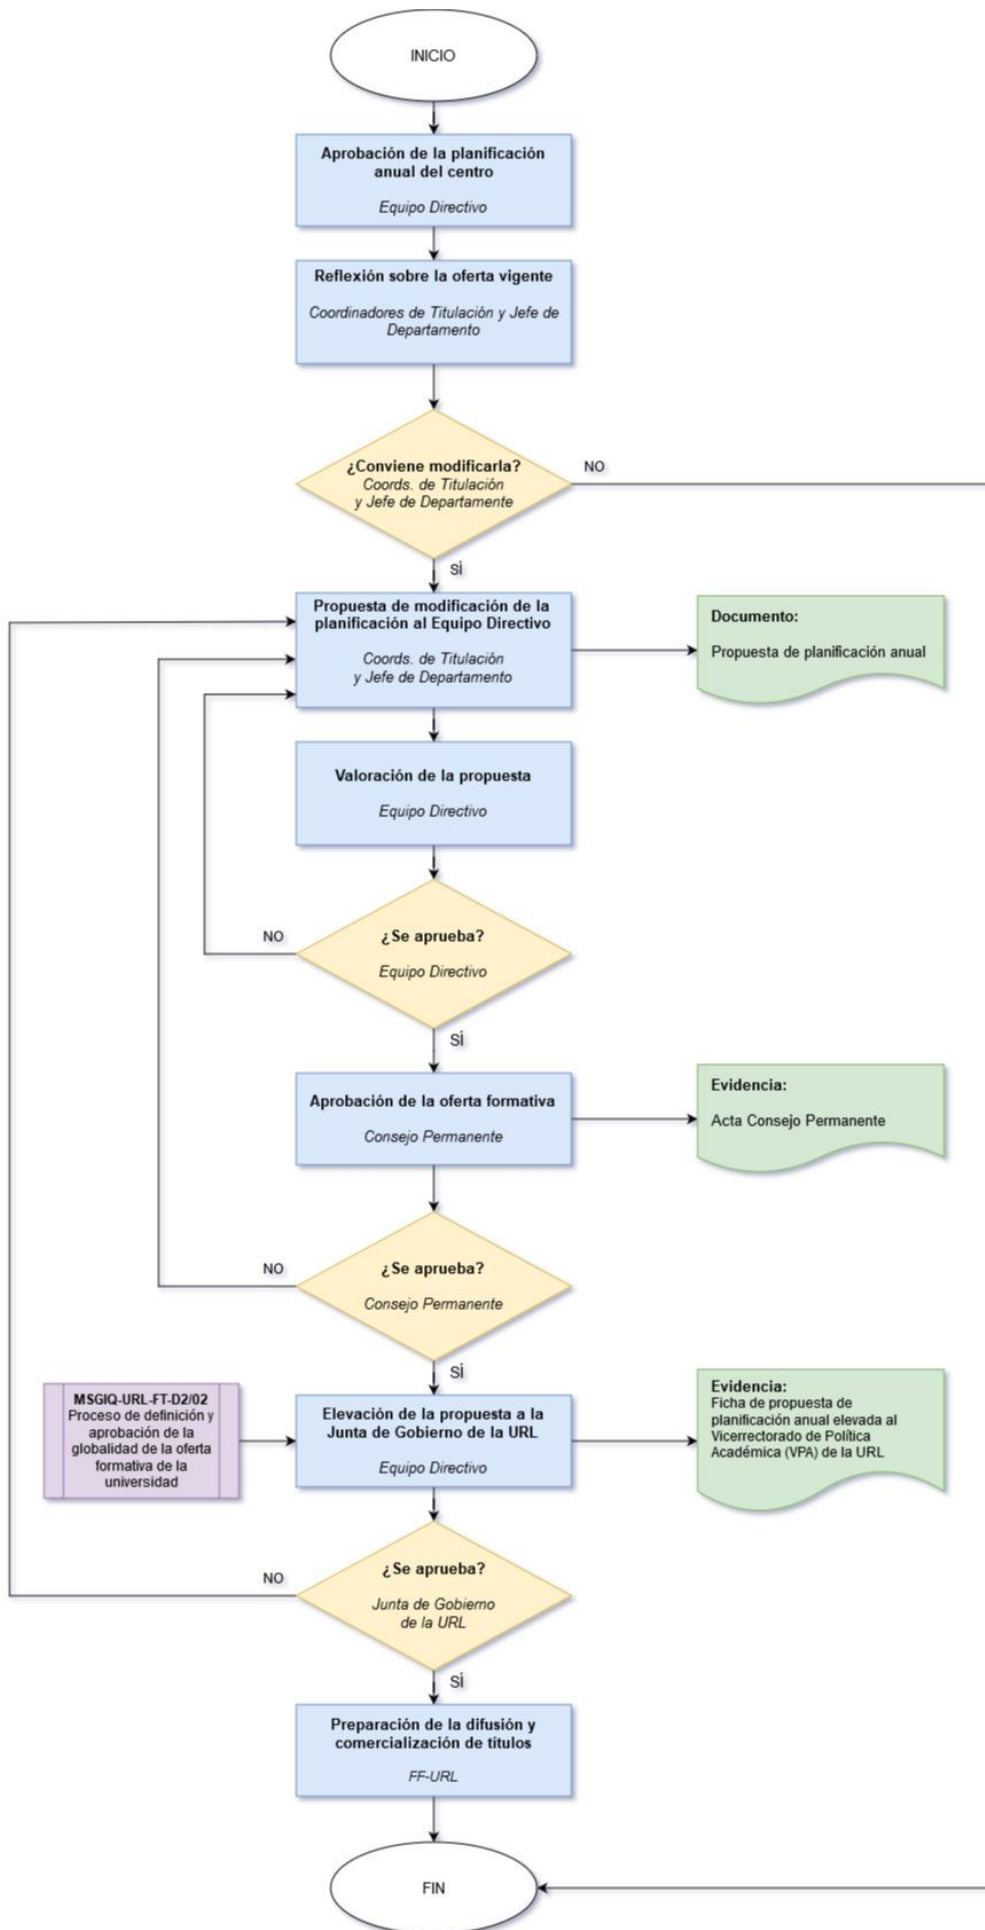 INICIO
Aprobación de la planificación
anual del centro
Equipo Directivo
Reflexión sobre la oferta vigente
Coordinadores de Titulación y Jefe de
Departamento
¿Conviene modificarla?
Coords. de Titulación
y Jefe de Departamente
NO
SÍ
Propuesta de modificación de la
planificación al Equipo Directivo
Coords. de Titulación
y Jefe de Departamento
Documento:
Propuesta de planificación anual
Valoración de la propuesta
Equipo Directivo
¿Se aprueba?
Equipo Directivo
NO
SÍ
Aprobación de la oferta formativa
Consejo Permanente
Evidencia:
Acta Consejo Permanente
¿Se aprueba?
Consejo Permanente
NO
SÍ
MSGIQ-URL-FT-D2/02
Proceso de definición y
aprobación de la
globalidad de la oferta
formativa de la
universidad
Elevación de la propuesta a la
Junta de Gobierno de la URL
Equipo Directivo
Evidencia:
Ficha de propuesta de
planificación anual elevada al
Vicerrectorado de Política
Académica (VPA) de la URL
¿Se aprueba?
Junta de Gobierno
de la URL
NO
SÍ
Preparación de la difusión y
comercialización de títulos
FF-URL
FIN